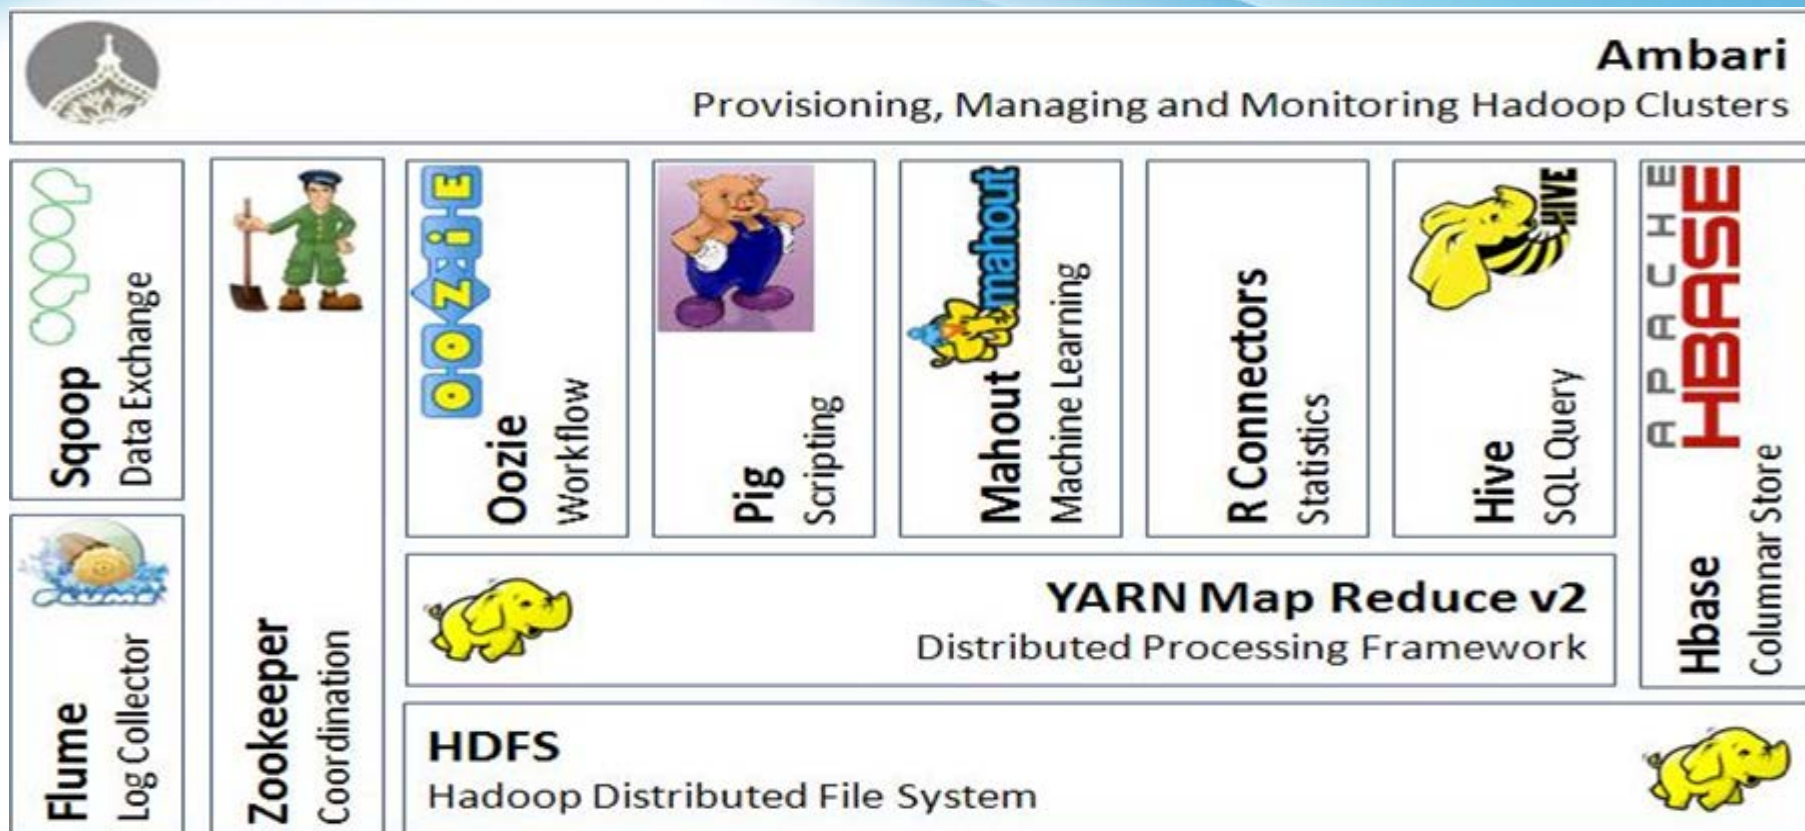 Ambari
Provisioning, Managing and Monitoring Hadoop Clusters
sqoop
Sqoop
Data Exchange
Zookeeper
Coordination
OOZIE
Oozie
Workflow
Pig
Scripting
mahout
Mahout
Machine Learning
R Connectors
Statistics
HIVE
Hive
SQL Query
APACHE
HBASE
Hbase
Columnar Store
FLUME
Flume
Log Collector
YARN Map Reduce v2
Distributed Processing Framework
HDFS
Hadoop Distributed File System